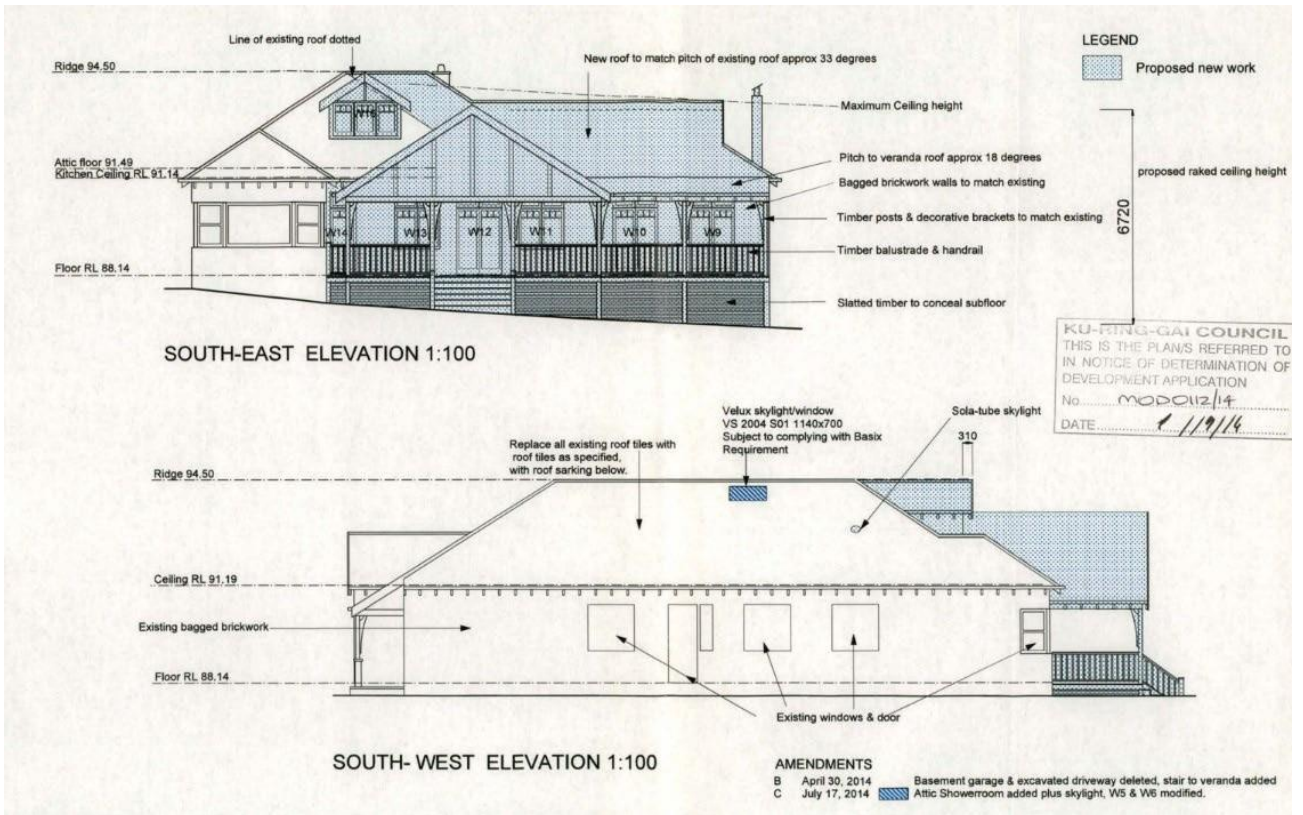 Line of existing roof dotted
Ridge 94.50
New roof to match pitch of existing roof approx 33 degrees
Maximum Ceiling height
W15
Attic floor 91.49
Kitchen Ceiling RL 91.14
Pitch to veranda roof approx 18 degrees
Bagged brickwork walls to match existing
Timber posts & decorative brackets to match existing
W14
W13
W12
W11
W10
W9
Timber balustrade & handrail
Floor RL 88.14
Slatted timber to conceal subfloor
SOUTH-EAST ELEVATION 1:100
LEGEND
Proposed new work
proposed raked ceiling height
6720
KU-RING-GAI COUNCIL
THIS IS THE PLAN/S REFERRED TO
IN NOTICE OF DETERMINATION OF
DEVELOPMENT APPLICATION
No. MOD0112/14
DATE
Velux skylight/window
VS 2004 S01 1140x700
Subject to complying with Basix
Requirement
Sola-tube skylight
310
Replace all existing roof tiles with
roof tiles as specified,
with roof sarking below.
Ridge 94.50
Ceiling RL 91.19
Existing bagged brickwork
Floor RL 88.14
Existing windows & door
SOUTH- WEST ELEVATION 1:100
AMENDMENTS
B April 30, 2014 Basement garage & excavated driveway deleted, stair to veranda added
C July 17, 2014 Attic Showerroom added plus skylight, W5 & W6 modified.